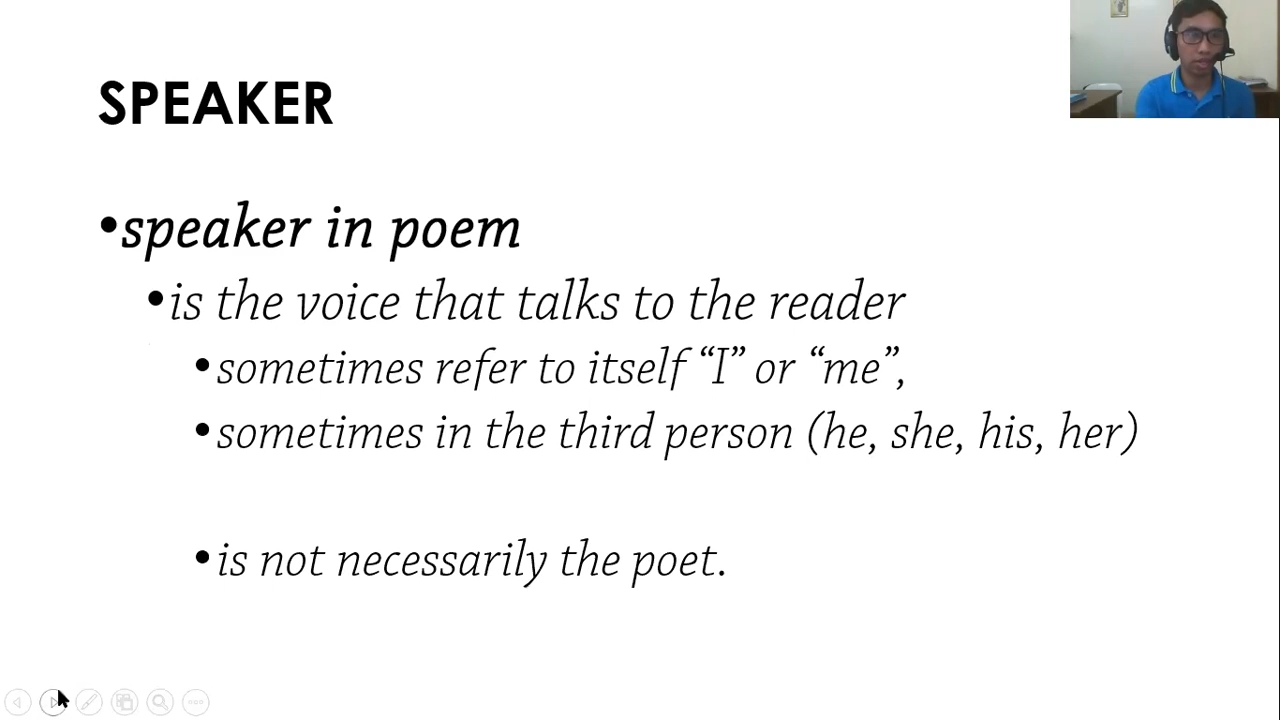 SPEAKER
•speaker in poem
•is the voice that talks to the reader
•sometimes refer to itself “I” or “me”,
•sometimes in the third person (he, she, his, her)
•is not necessarily the poet.